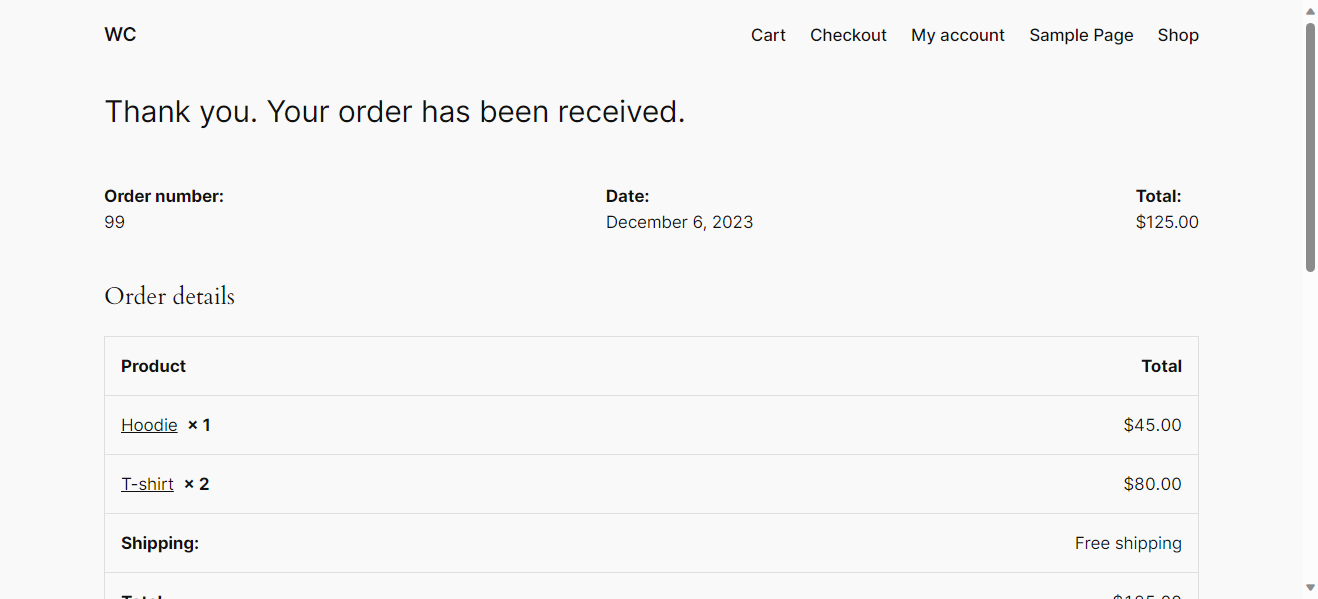 WC
Cart Checkout My account Sample Page Shop
Thank you. Your order has been received.
Order number: Date: Total:
99 December 6, 2023 $125.00
Order details
Product Total
Hoodie × 1 $45.00
T-shirt × 2 $80.00
Shipping: Free shipping